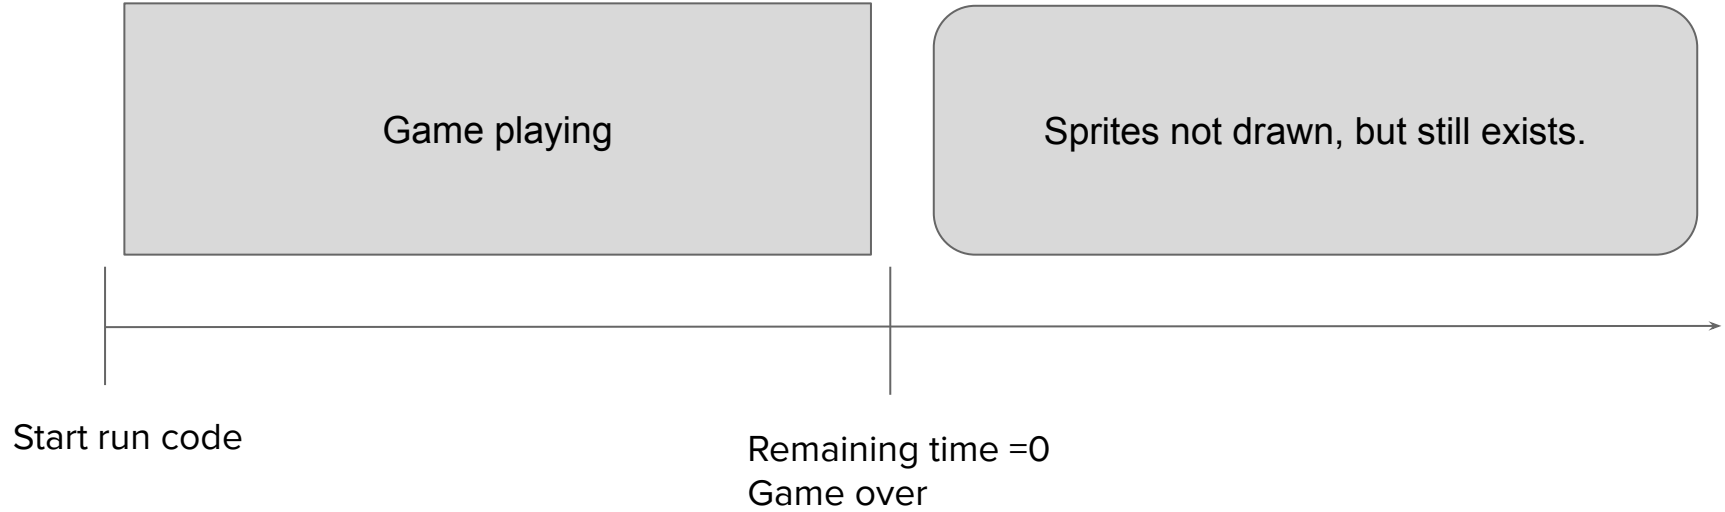 Game playing
Sprites not drawn, but still exists.
Start run code
Remaining time =0
Game over